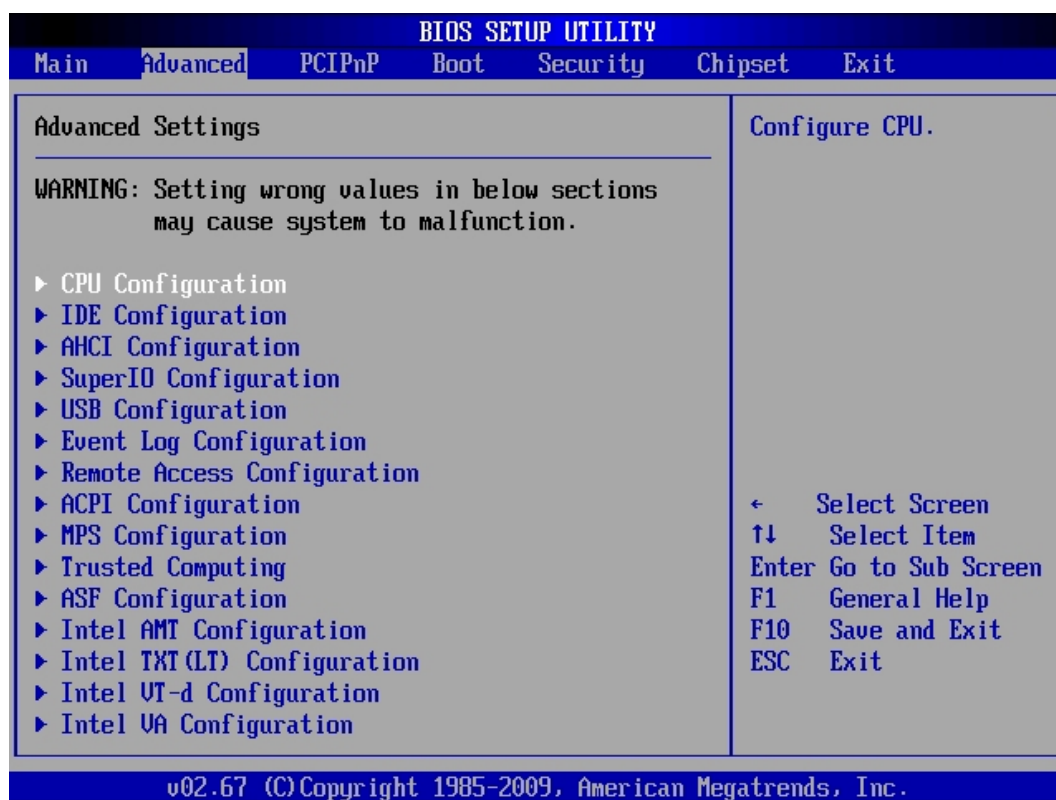 BIOS SETUP UTILITY
Main Advanced PCIPnP Boot Security Chipset Exit
Advanced Settings
WARNING: Setting wrong values in below sections
may cause system to malfunction.
CPU Configuration
IDE Configuration
AHCI Configuration
SuperIO Configuration
USB Configuration
Event Log Configuration
Remote Access Configuration
ACPI Configuration
MPS Configuration
Trusted Computing
ASF Configuration
Intel AMT Configuration
Intel TXT(LT) Configuration
Intel VT-d Configuration
Intel VA Configuration
Configure CPU.
← Select Screen
↑↓ Select Item
Enter Go to Sub Screen
F1 General Help
F10 Save and Exit
ESC Exit
v02.67 (C)Copyright 1985-2009, American Megatrends, Inc.